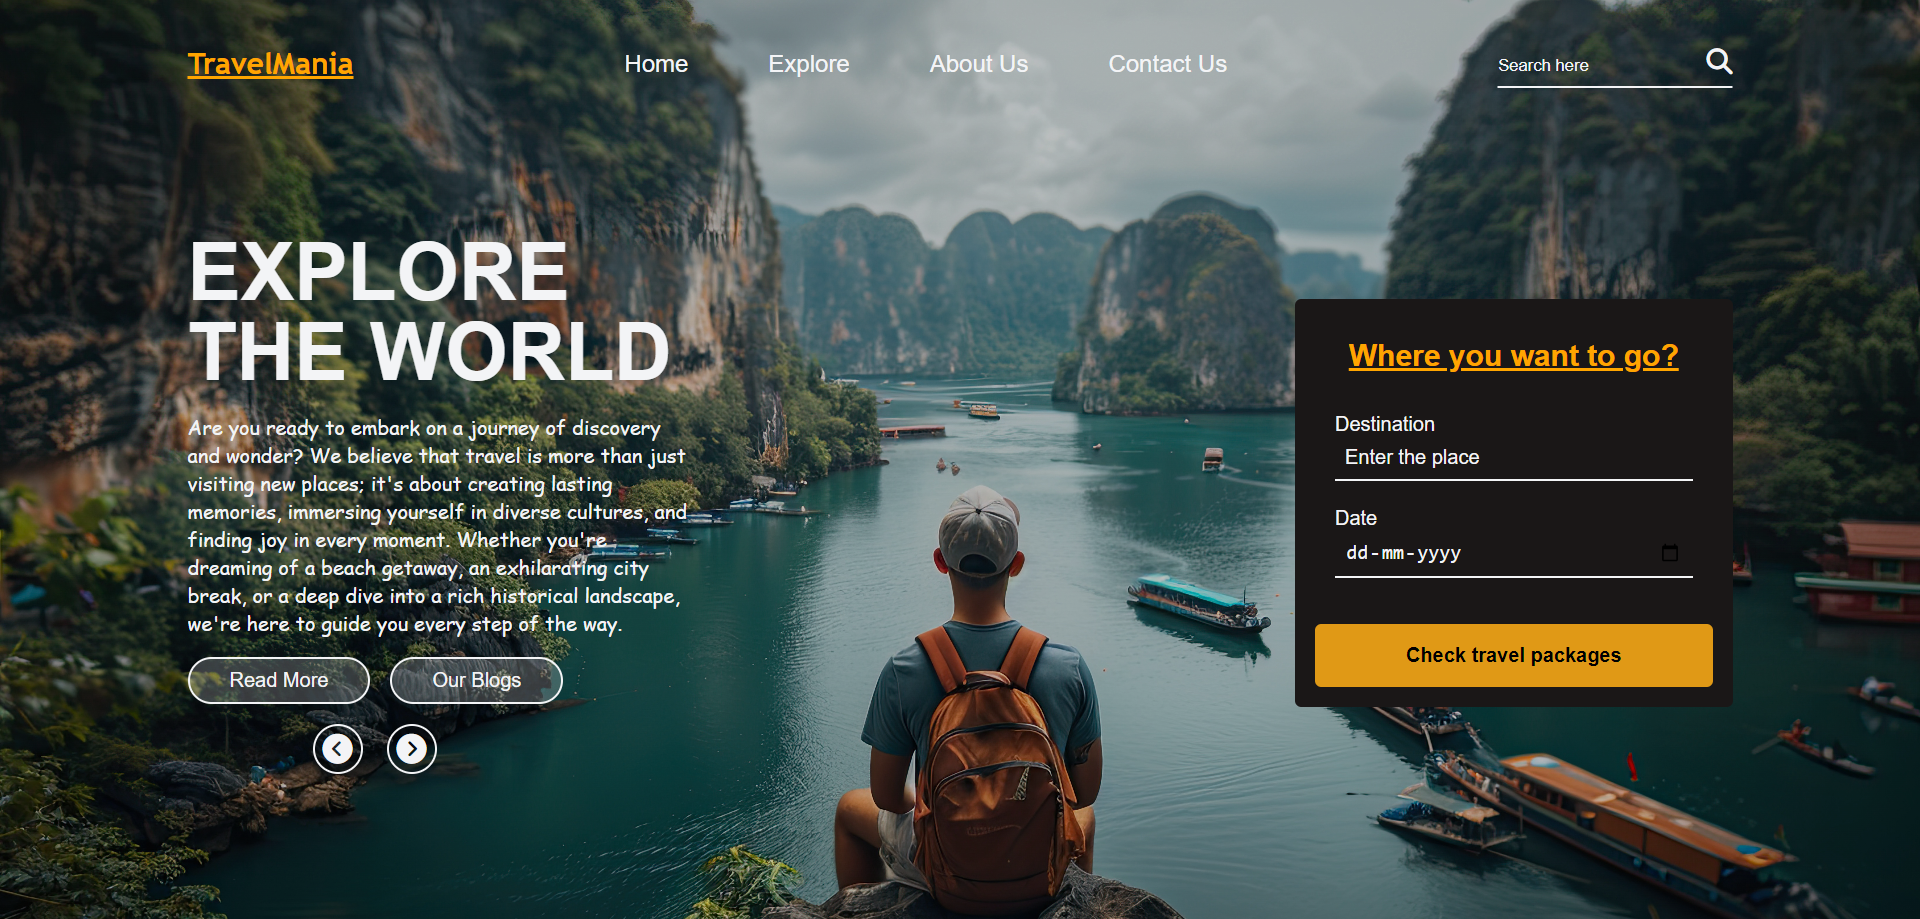 TravelMania
Home
Explore
About Us
Contact Us
Search here
EXPLORE
THE WORLD
Are you ready to embark on a journey of discovery
and wonder? We believe that travel is more than just
visiting new places; it's about creating lasting
memories, immersing yourself in diverse cultures, and
finding joy in every moment. Whether you're
dreaming of a beach getaway, an exhilarating city
break, or a deep dive into a rich historical landscape,
we're here to guide you every step of the way.
Read More
Our Blogs
Where you want to go?
Destination
Enter the place
Date
dd-mm-yyyy
Check travel packages